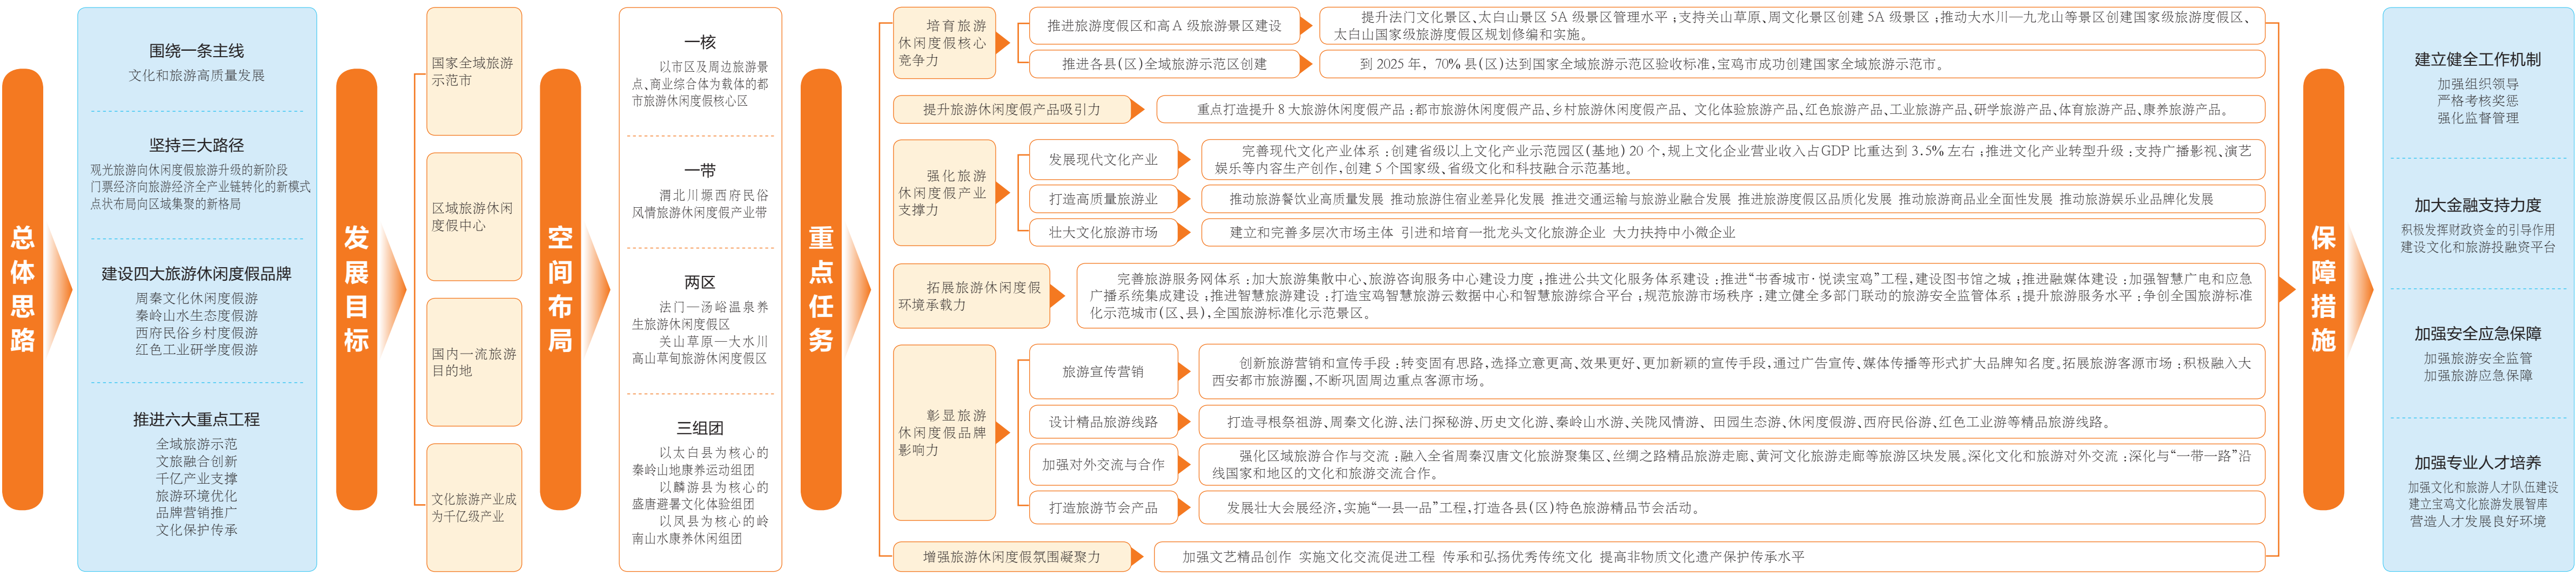 总体思路
围绕一条主线
文化和旅游高质量发展
坚持三大路径
观光旅游向休闲度假旅游升级的新阶段
门票经济向旅游经济全产业链转化的新模式
点状布局向区域集聚的新格局
建设四大旅游休闲度假品牌
周秦文化休闲度假游
秦岭山水生态度假游
西府民俗乡村度假游
红色工业研学度假游
推进六大重点工程
全域旅游示范
文旅融合创新
千亿产业支撑
旅游环境优化
品牌营销推广
文化保护传承
发展目标
国家全域旅游
示范市
区域旅游休闲
度假中心
国内一流旅游
目的地
文化旅游产业成
为千亿级产业
空间布局
一核
以市区及周边旅游景
点、商业综合体为载体的都
市旅游休闲度假核心区
一带
渭北川塬西府民俗
风情旅游休闲度假产业带
两区
法门—汤峪温泉养
生旅游休闲度假区
关山草原—大水川
高山草甸旅游休闲度假区
三组团
以太白县为核心的
秦岭山地康养运动组团
以麟游县为核心的
盛唐避暑文化体验组团
以凤县为核心的岭
南山水康养休闲组团
重点任务
培育旅游
休闲度假核心
竞争力
推进旅游度假区和高A级旅游景区建设
提升法门文化景区、太白山景区5A级景区管理水平；支持关山草原、周文化景区创建5A级景区；推动大水川—九龙山等景区创建国家级旅游度假区、
太白山国家级旅游度假区规划修编和实施。
推进各县(区)全域旅游示范区创建
到2025年，70%县(区)达到国家全域旅游示范区验收标准，宝鸡市成功创建国家全域旅游示范市。
提升旅游休闲度假产品吸引力
重点打造提升8大旅游休闲度假产品：都市旅游休闲度假产品、乡村旅游休闲度假产品、文化体验旅游产品、红色旅游产品、工业旅游产品、研学旅游产品、体育旅游产品、康养旅游产品。
强化旅游
休闲度假产业
支撑力
发展现代文化产业
完善现代文化产业体系：创建省级以上文化产业示范园区(基地)20个，规上文化企业营业收入占GDP比重达到3.5%左右；推进文化产业转型升级：支持广播影视、演艺
娱乐等内容生产创作，创建5个国家级、省级文化和科技融合示范基地。
打造高质量旅游业
推动旅游餐饮业高质量发展 推动旅游住宿业差异化发展 推进交通运输与旅游业融合发展 推进旅游度假区品质化发展 推动旅游商品业全面性发展 推动旅游娱乐业品牌化发展
壮大文化旅游市场
建立和完善多层次市场主体 引进和培育一批龙头文化旅游企业 大力扶持中小微企业
拓展旅游休闲度假
环境承载力
完善旅游服务网体系：加大旅游集散中心、旅游咨询服务中心建设力度；推进公共文化服务体系建设：推进“书香城市·悦读宝鸡”工程，建设图书馆之城；推进融媒体建设：加强智慧广电和应急
广播系统集成建设；推进智慧旅游建设：打造宝鸡智慧旅游云数据中心和智慧旅游综合平台；规范旅游市场秩序：建立健全多部门联动的旅游安全监管体系；提升旅游服务水平：争创全国旅游标准
化示范城市(区、县)，全国旅游标准化示范景区。
彰显旅游
休闲度假品牌
影响力
旅游宣传营销
创新旅游营销和宣传手段：转变固有思路，选择立意更高、效果更好、更加新颖的宣传手段，通过广告宣传、媒体传播等形式扩大品牌知名度。拓展旅游客源市场：积极融入大
西安都市旅游圈，不断巩固周边重点客源市场。
设计精品旅游线路
打造寻根祭祖游、周秦文化游、法门探秘游、历史文化游、秦岭山水游、关陇风情游、田园生态游、休闲度假游、西府民俗游、红色工业游等精品旅游线路。
加强对外交流与合作
强化区域旅游合作与交流：融入全省周秦汉唐文化旅游聚集区、丝绸之路精品旅游走廊、黄河文化旅游走廊等旅游区块发展。深化文化和旅游对外交流：深化与“一带一路”沿
线国家和地区的文化和旅游交流合作。
打造旅游节会产品
发展壮大会展经济，实施“一县一品”工程，打造各县(区)特色旅游精品节会活动。
增强旅游休闲度假氛围凝聚力
加强文艺精品创作 实施文化交流促进工程 传承和弘扬优秀传统文化 提高非物质文化遗产保护传承水平
保障措施
建立健全工作机制
加强组织领导
严格考核奖惩
强化监督管理
加大金融支持力度
积极发挥财政资金的引导作用
建设文化和旅游投融资平台
加强安全应急保障
加强旅游安全监管
加强旅游应急保障
加强专业人才培养
加强文化和旅游人才队伍建设
建立宝鸡文化旅游发展智库
营造人才发展良好环境